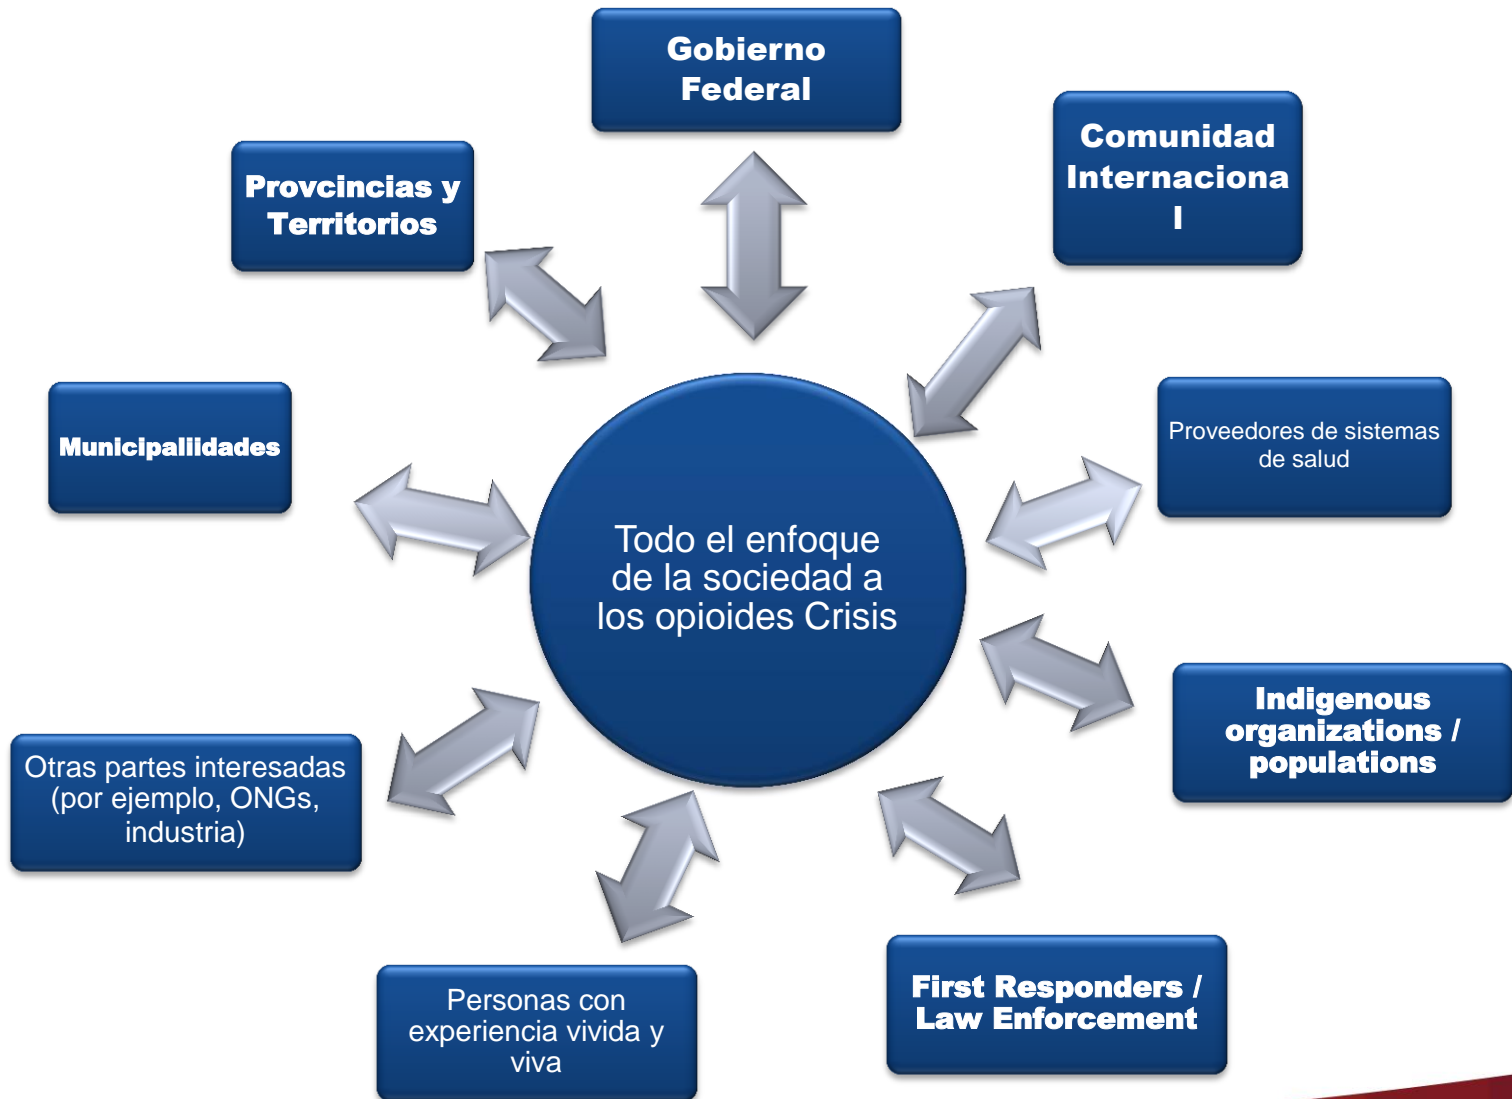 Gobierno
Federal
Comunidad
Internaciona
l
Provcincias y
Territorios
Municipaliidades
Proveedores de sistemas
de salud
Todo el enfoque
de la sociedad a
los opioides Crisis
Indigenous
organizations /
populations
Otras partes interesadas
(por ejemplo, ONGs,
industria)
First Responders /
Law Enforcement
Personas con
experiencia vivida y
viva